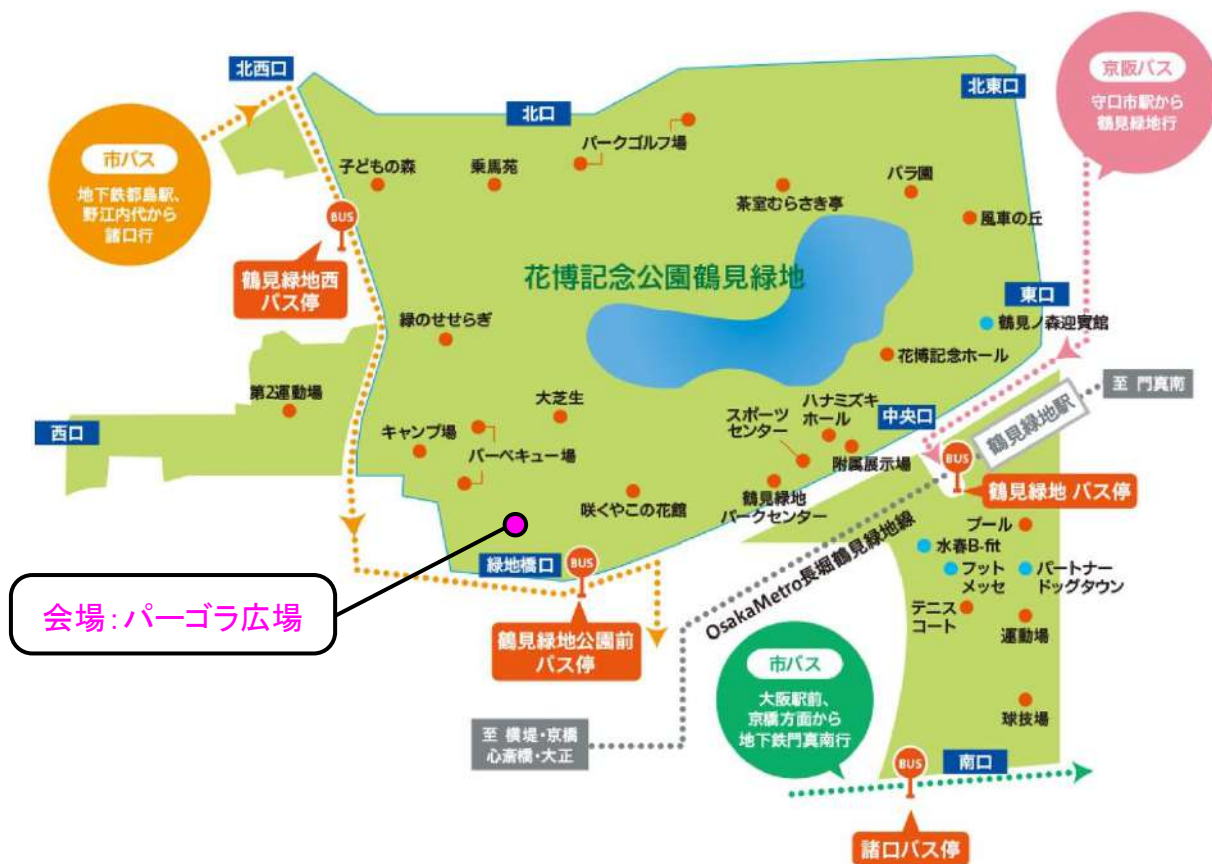 北西口
北口
北東口
京阪バス
守口市駅から
鶴見緑地行
市バス
地下鉄都島駅、
野江内代から
諸口行
子どもの森
乗馬苑
パークゴルフ場
茶室むらさき亭
バラ園
風車の丘
BUS
鶴見緑地西
バス停
花博記念公園鶴見緑地
東口
鶴見ノ森迎賓館
緑のせせらぎ
花博記念ホール
至 門真南
第2運動場
西口
大芝生
キャンプ場
バーベキュー場
スポーツ
センター
ハナミズキ
ホール
中央口
附属展示場
鶴見緑地駅
BUS
鶴見緑地 バス停
咲くやこの花館
鶴見緑地
パークセンター
プール
水春B-fit
フット
メッセ
パートナー
ドッグタウン
緑地橋口
BUS
会場：パーゴラ広場
OsakaMetro長堀鶴見緑地線
テニス
コート
運動場
鶴見緑地公園前
バス停
市バス
大阪駅前、
京橋方面から
地下鉄門真南行
球技場
至 横堤・京橋
心斎橋・大正
BUS
南口
諸口バス停